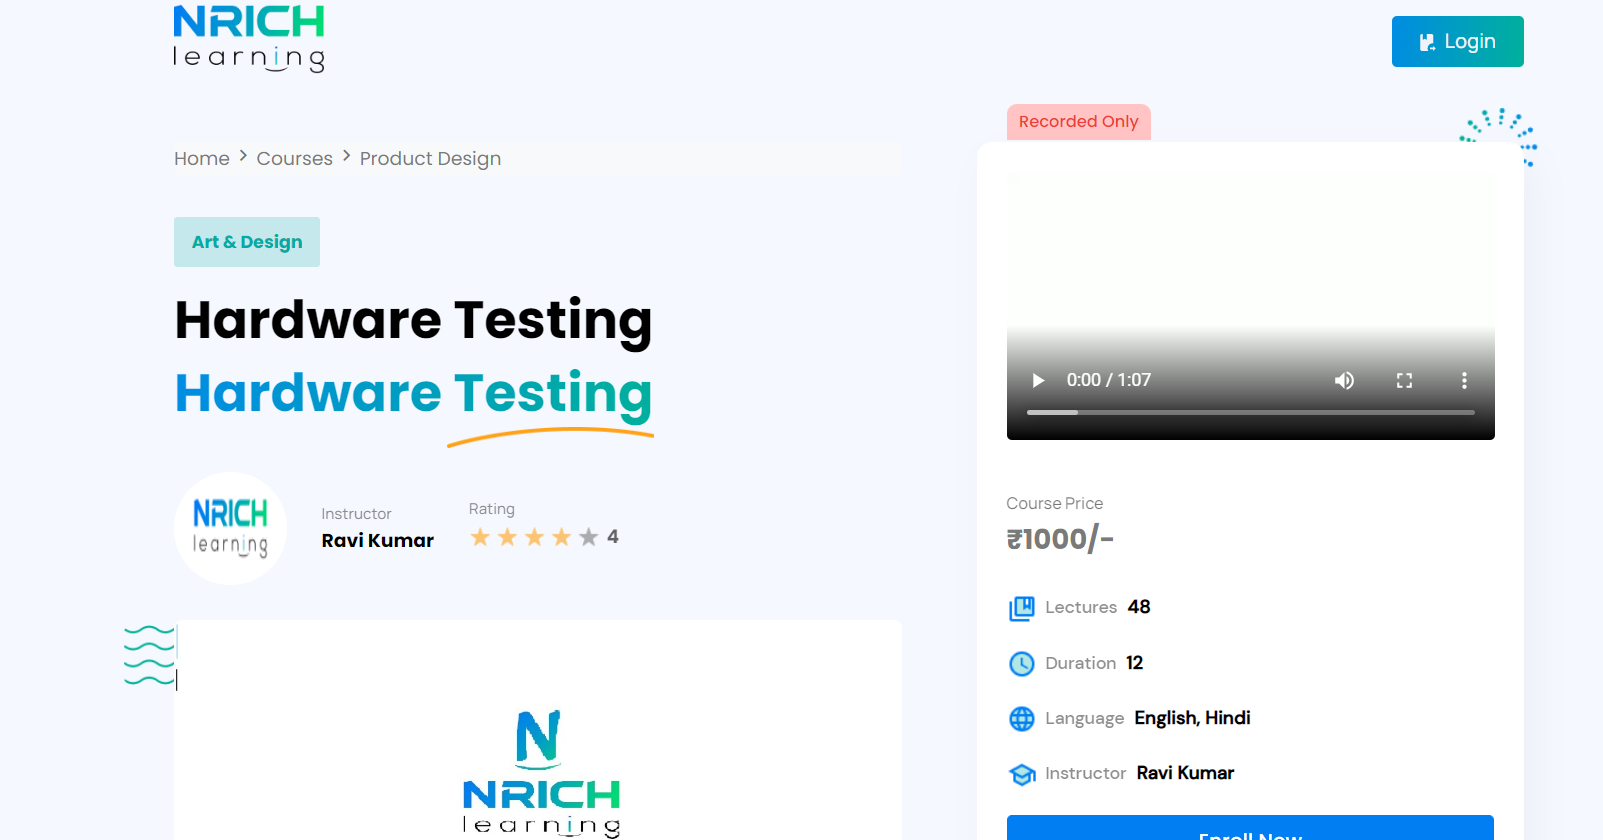 NRICH
learning
Login
Recorded Only
Home > Courses > Product Design
Art & Design
Hardware Testing
Hardware Testing
NRICH
learning
Instructor
Ravi Kumar
Rating
4
0:00 / 1:07
Course Price
₹1000/-
Lectures 48
Duration 12
Language English, Hindi
Instructor Ravi Kumar
Enroll Now
N
NRICH
learning